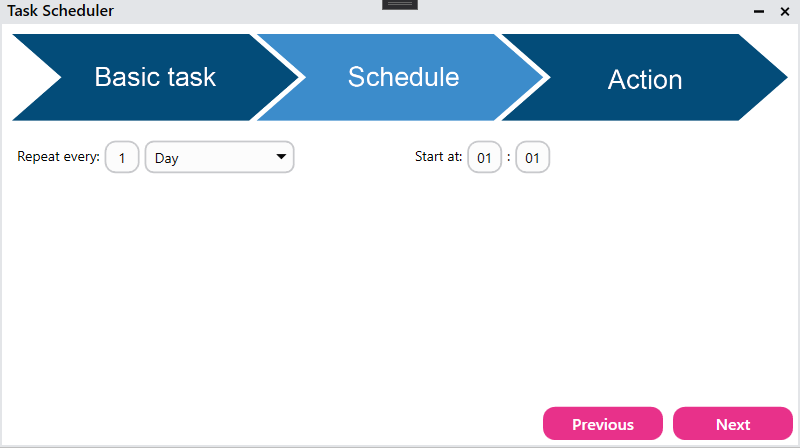 Task Scheduler
Basic task Schedule Action
Repeat every: 1 Day Start at: 01 : 01
Previous Next